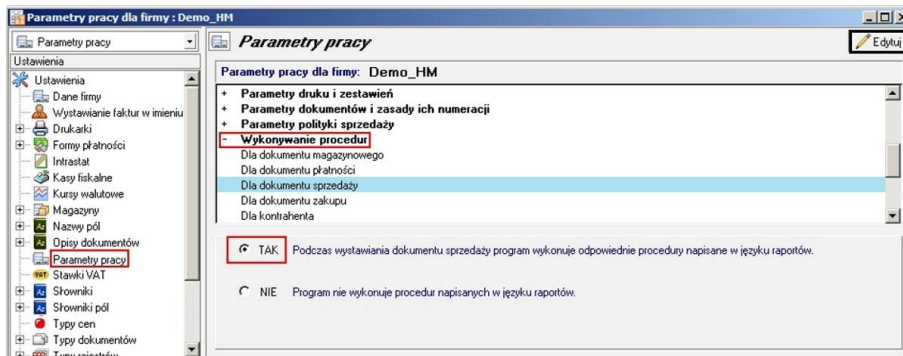 Parametry pracy dla firmy : Demo_HM
Parametry pracy
Ustawienia
Ustawienia
Dane firmy
Wystawianie faktur w imieniu
Drukarki
Formy płatności
Intrastat
Kasy fiskalne
Kursy walutowe
Magazyny
Nazwy pól
Opisy dokumentów
Parametry pracy
Stawki VAT
Słowniki
Słowniki pól
Typy cen
Typy dokumentów
Typy rejestrów
Parametry pracy
Edytuj
Parametry pracy dla firmy: Demo_HM
+ Parametry druku i zestawień
+ Parametry dokumentów i zasady ich numeracji
+ Parametry polityki sprzedaży
- Wykonywanie procedur
Dla dokumentu magazynowego
Dla dokumentu płatności
Dla dokumentu sprzedaży
Dla dokumentu zakupu
Dla kontrahenta
TAK Podczas wystawiania dokumentu sprzedaży program wykonuje odpowiednie procedury napisane w języku raportów.
NIE Program nie wykonuje procedur napisanych w języku raportów.